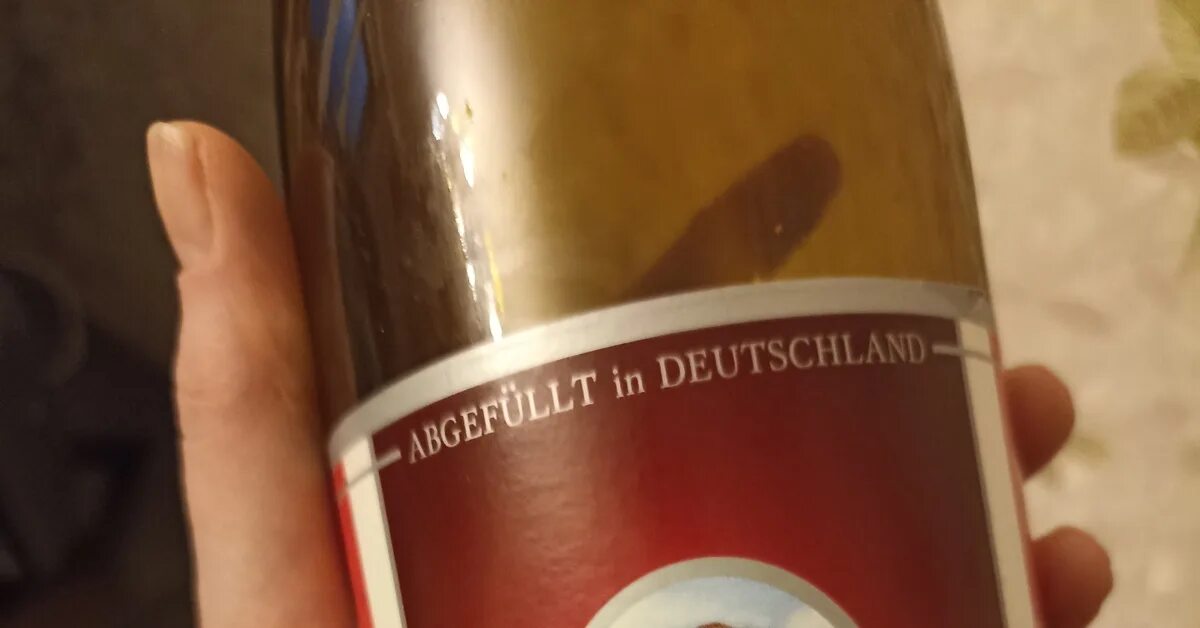 ABGEFÜLLT in DEUTSCHLAND